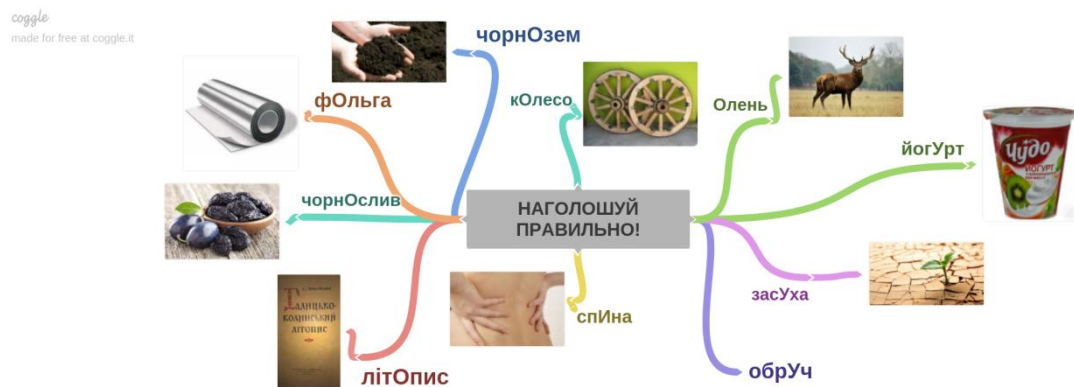 coggle
made for free at coggle.it
чорнОзем
фОльга
кОлесо
Олень
йогУрт
Чудо
ЙОГУРТ
чорнОслив
НАГОЛОШУЙ
ПРАВИЛЬНО!
засУха
спИна
ГАЛИЦЬКО-
ВОЛИНСЬКИЙ
ЛІТОПИС
літОпис
обрУч